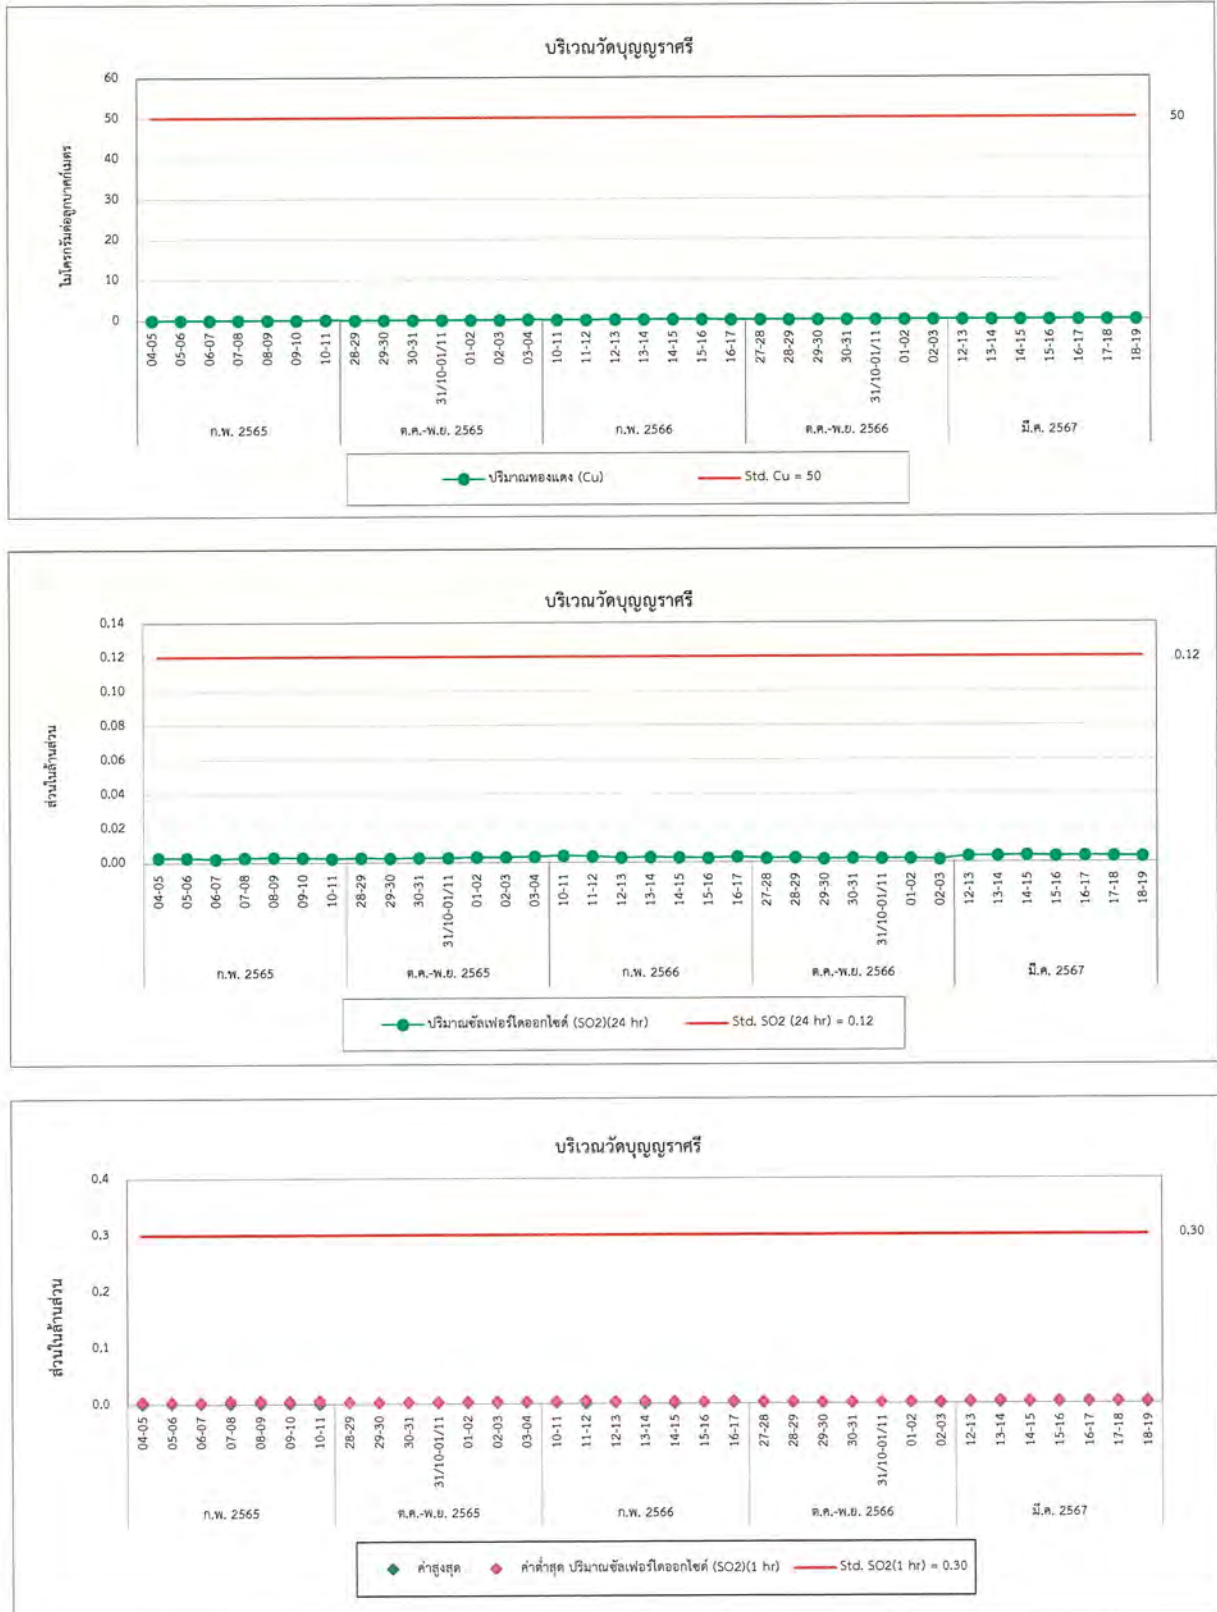 บริเวณวัดบุญญราศรี
ไมโครกรัมต่อลูกบาศก์เมตร
60
50
40
30
20
10
0
50
04-05 05-06 06-07 07-08 08-09 09-10 10-11 28-29 29-30 30-31 31/10-01/11 01-02 02-03 03-04 10-11 11-12 12-13 13-14 14-15 15-16 16-17 27-28 28-29 29-30 30-31 31/10-01/11 01-02 02-03 12-13 13-14 14-15 15-16 16-17 17-18 18-19
ก.พ. 2565 ต.ค.-พ.ย. 2565 ก.พ. 2566 ต.ค.-พ.ย. 2566 มี.ค. 2567
ปริมาณทองแดง (Cu) Std. Cu = 50
บริเวณวัดบุญญราศรี
ส่วนในล้านส่วน
0.14
0.12
0.10
0.08
0.06
0.04
0.02
0.00
0.12
04-05 05-06 06-07 07-08 08-09 09-10 10-11 28-29 29-30 30-31 31/10-01/11 01-02 02-03 03-04 10-11 11-12 12-13 13-14 14-15 15-16 16-17 27-28 28-29 29-30 30-31 31/10-01/11 01-02 02-03 12-13 13-14 14-15 15-16 16-17 17-18 18-19
ก.พ. 2565 ต.ค.-พ.ย. 2565 ก.พ. 2566 ต.ค.-พ.ย. 2566 มี.ค. 2567
ปริมาณซัลเฟอร์ไดออกไซด์ (SO2)(24 hr) Std. SO2 (24 hr) = 0.12
บริเวณวัดบุญญราศรี
ส่วนในล้านส่วน
0.4
0.3
0.2
0.1
0.0
0.30
04-05 05-06 06-07 07-08 08-09 09-10 10-11 28-29 29-30 30-31 31/10-01/11 01-02 02-03 03-04 10-11 11-12 12-13 13-14 14-15 15-16 16-17 27-28 28-29 29-30 30-31 31/10-01/11 01-02 02-03 12-13 13-14 14-15 15-16 16-17 17-18 18-19
ก.พ. 2565 ต.ค.-พ.ย. 2565 ก.พ. 2566 ต.ค.-พ.ย. 2566 มี.ค. 2567
ค่าสูงสุด ค่าต่ำสุด ปริมาณซัลเฟอร์ไดออกไซด์ (SO2)(1 hr) Std. SO2(1 hr) = 0.30